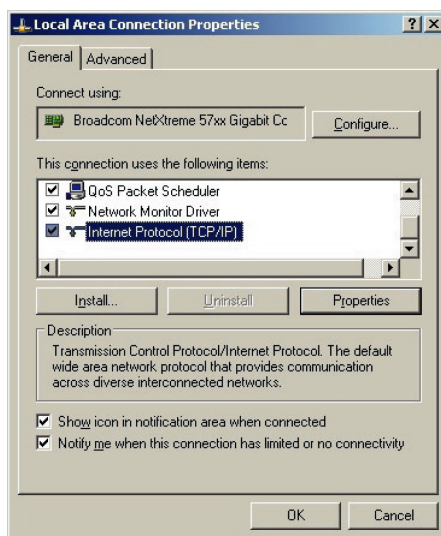 Local Area Connection Properties
General
Advanced
Connect using:
Broadcom NetXtreme 57xx Gigabit Cc
Configure...
This connection uses the following items:
QoS Packet Scheduler
Network Monitor Driver
Internet Protocol (TCP/IP)
Install...
Uninstall
Properties
Description
Transmission Control Protocol/Internet Protocol. The default
wide area network protocol that provides communication
across diverse interconnected networks.
Show icon in notification area when connected
Notify me when this connection has limited or no connectivity
OK
Cancel